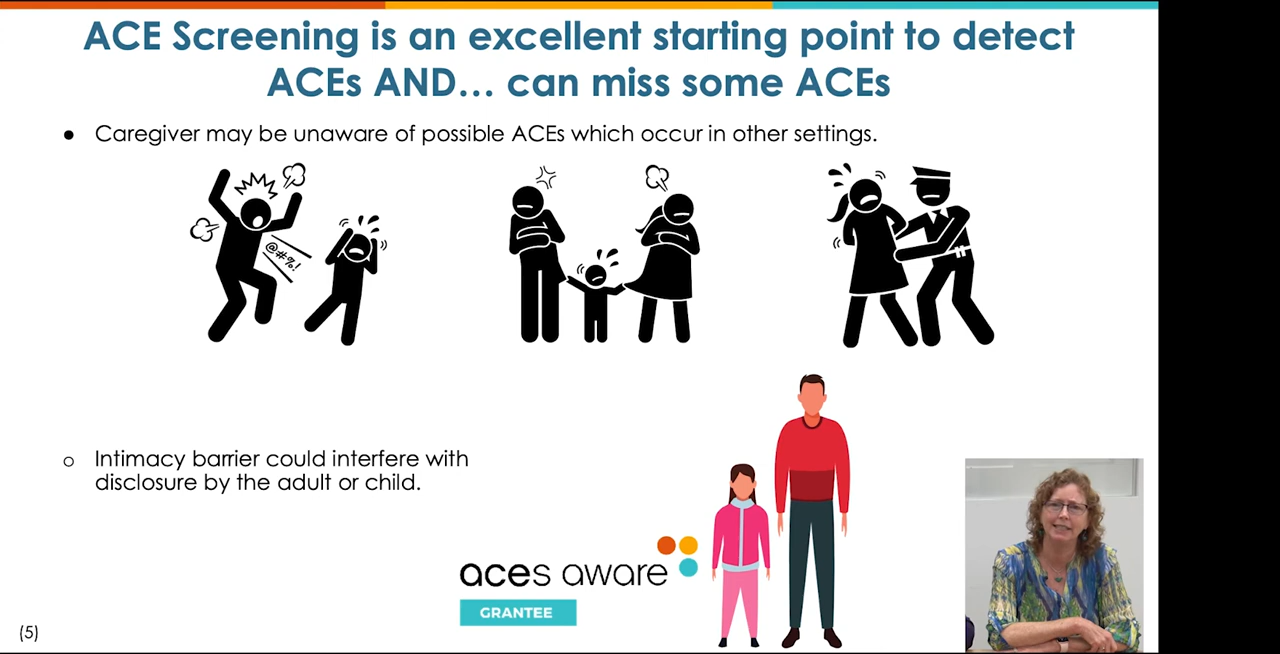 ACE Screening is an excellent starting point to detect
ACEs AND... can miss some ACEs
● Caregiver may be unaware of possible ACEs which occur in other settings.
@#%!
o Intimacy barrier could interfere with
disclosure by the adult or child.
aces aware
GRANTEE
(5)